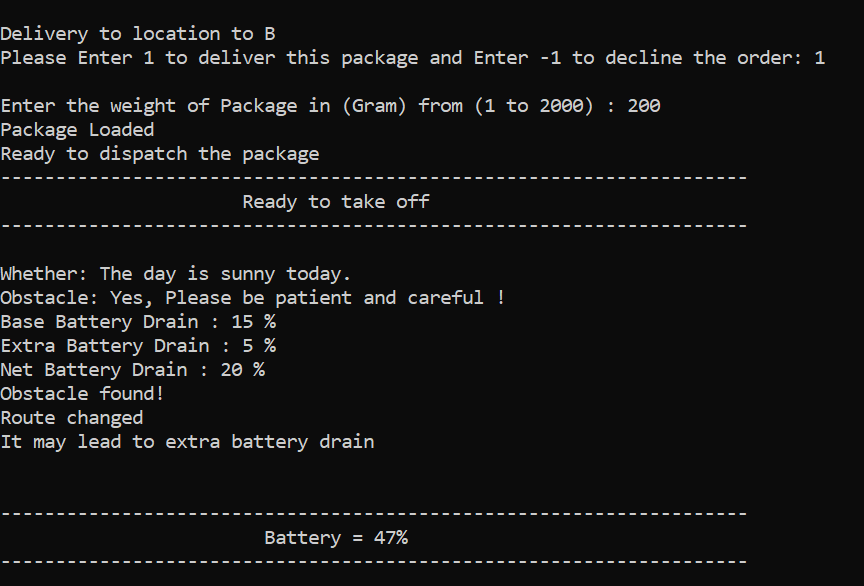 Delivery to location to B
Please Enter 1 to deliver this package and Enter -1 to decline the order: 1
Enter the weight of Package in (Gram) from (1 to 2000) : 200
Package Loaded
Ready to dispatch the package
--------------------------------------------------------------------
Ready to take off
--------------------------------------------------------------------
Whether: The day is sunny today.
Obstacle: Yes, Please be patient and careful !
Base Battery Drain : 15 %
Extra Battery Drain : 5 %
Net Battery Drain : 20 %
Obstacle found!
Route changed
It may lead to extra battery drain
--------------------------------------------------------------------
Battery = 47%
--------------------------------------------------------------------